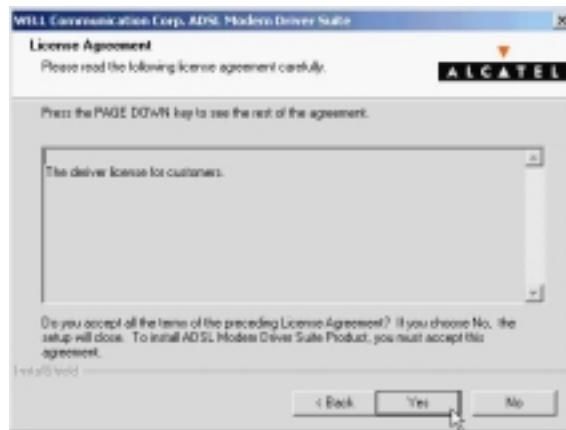 WELL Communication Corp. ADSL Modem Driver Suite
License Agreement
Please read the following license agreement carefully.
ALCATEL
Press the PAGE DOWN key to see the rest of the agreement.
The deriver license for customers.
Do you accept all the terms of the preceding License Agreement? If you choose No, the
setup will close. To install ADSL Modem Driver Suite Product, you must accept this
agreement.
InstallShield
< Back
Yes
No